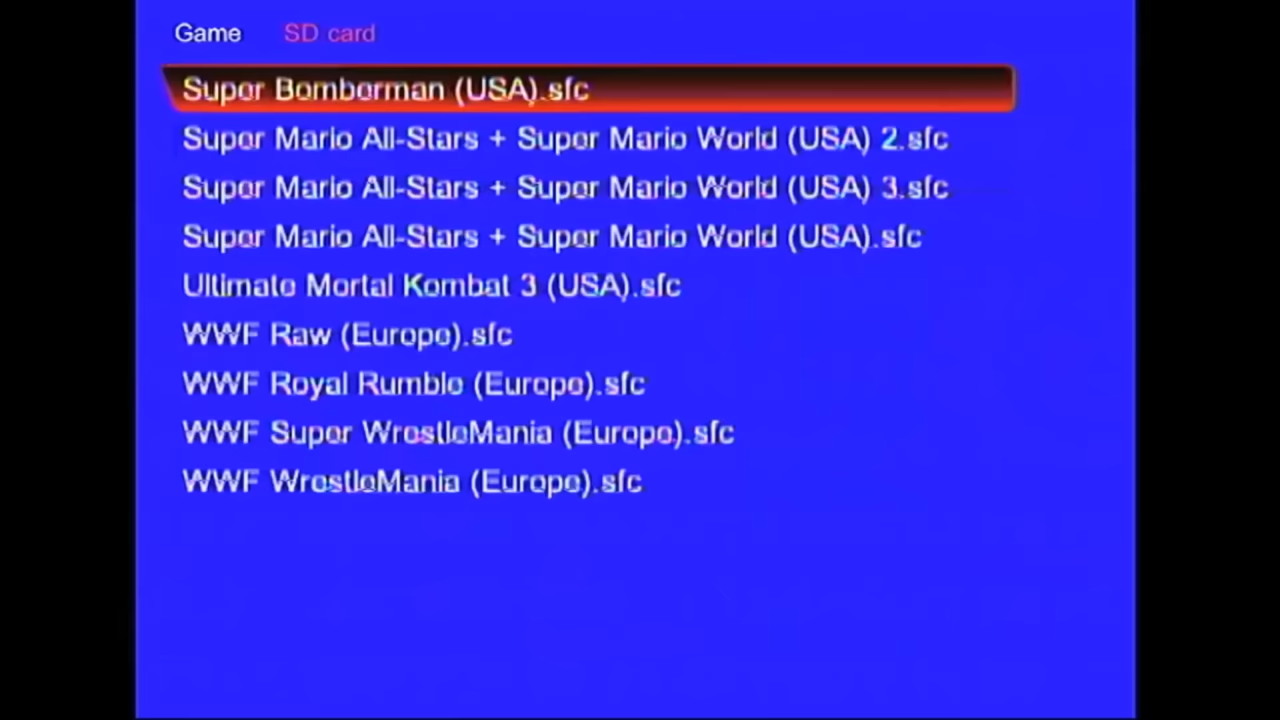 Game SD card
Super Bomberman (USA).sfc
Super Mario All-Stars + Super Mario World (USA) 2.sfc
Super Mario All-Stars + Super Mario World (USA) 3.sfc
Super Mario All-Stars + Super Mario World (USA).sfc
Ultimate Mortal Kombat 3 (USA).sfc
WWF Raw (Europe).sfc
WWF Royal Rumble (Europe).sfc
WWF Super WrestleMania (Europe).sfc
WWF WrestleMania (Europe).sfc